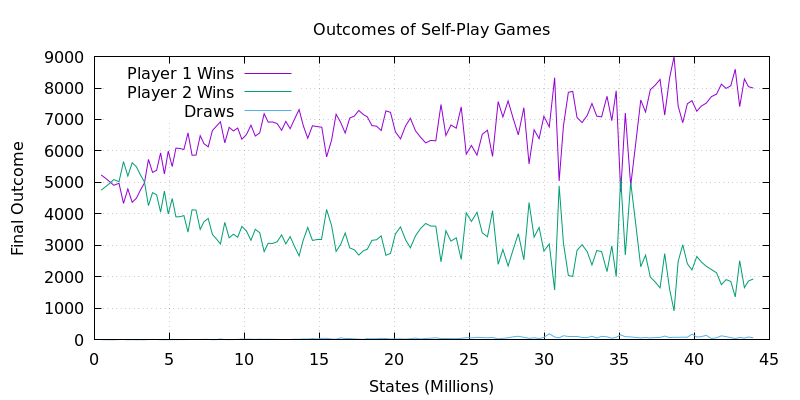 Outcomes of Self-Play Games
Final Outcome
9000
8000
7000
6000
5000
4000
3000
2000
1000
0
Player 1 Wins
Player 2 Wins
Draws
0 5 10 15 20 25 30 35 40 45
States (Millions)